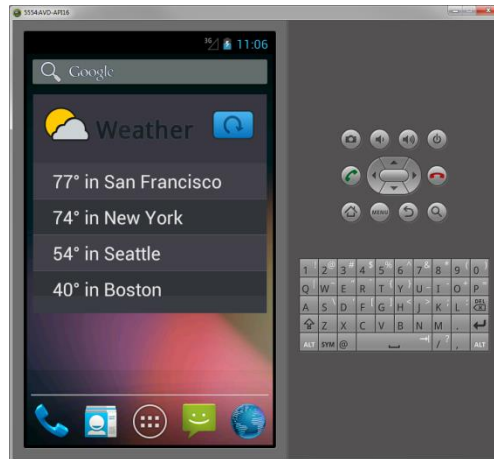 5554:AVD-API16
3G 11:06
Google
Weather
77° in San Francisco
74° in New York
54° in Seattle
40° in Boston
MENU
1 2 @ 3 # 4 $ 5 % 6 ^ 7 & 8 * 9 ( 0 )
Q W E R T Y U I O P
A S D F G H J K L DEL
Z X C V B N M .
ALT SYM @ / ? , ALT